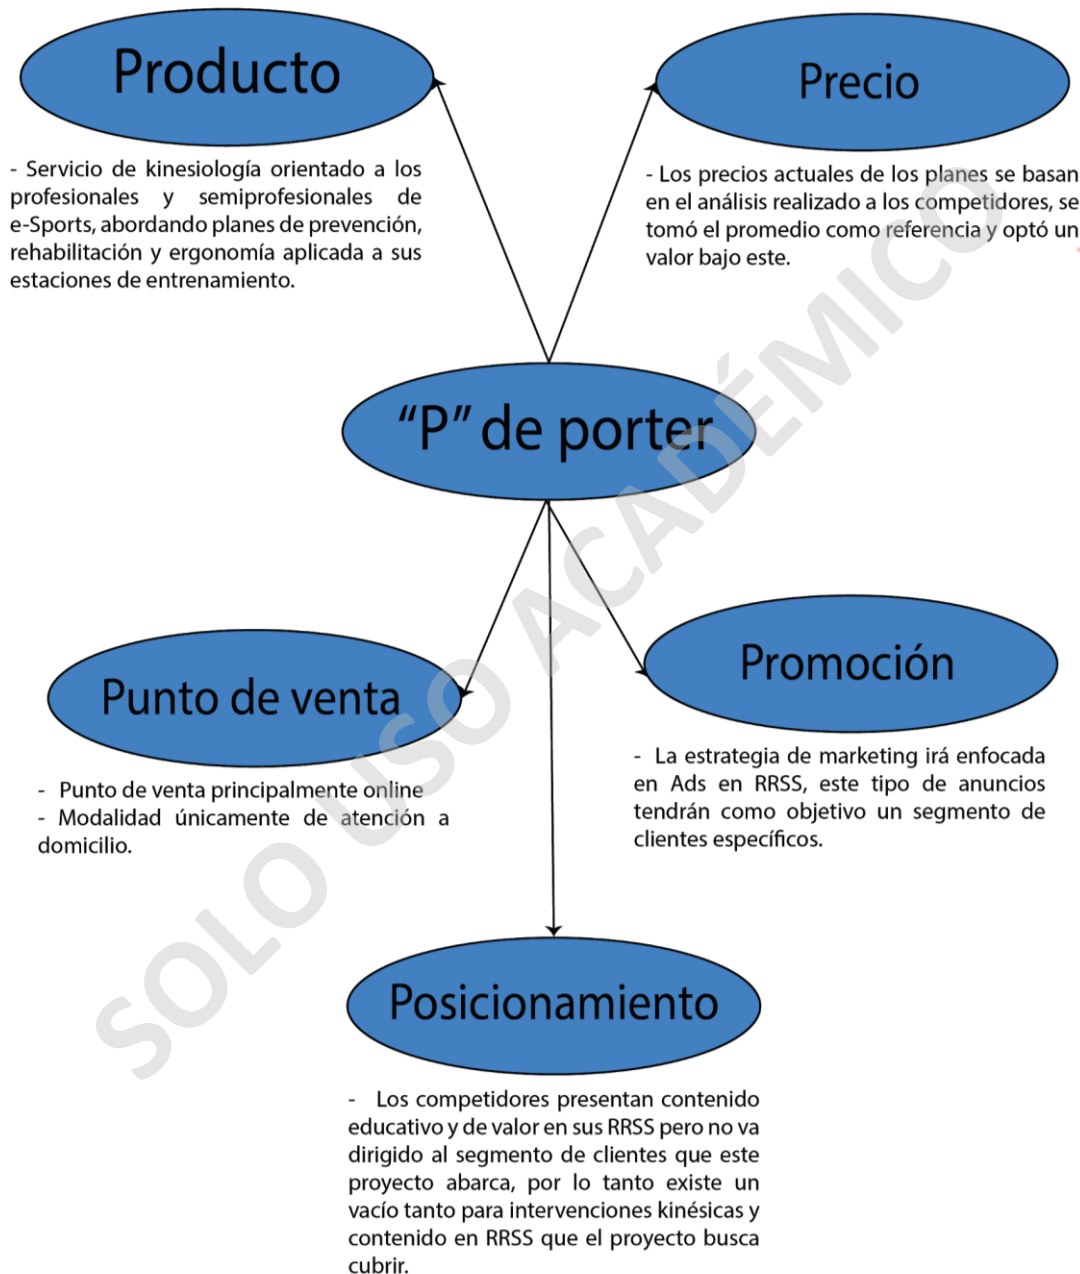 Producto
- Servicio de kinesiología orientado a los
profesionales y semiprofesionales de
e-Sports, abordando planes de prevención,
rehabilitación y ergonomía aplicada a sus
estaciones de entrenamiento.
Precio
- Los precios actuales de los planes se basan
en el análisis realizado a los competidores, se
tomó el promedio como referencia y optó un
valor bajo este.
“P” de porter
Punto de venta
- Punto de venta principalmente online
- Modalidad únicamente de atención a
domicilio.
Promoción
- La estrategia de marketing irá enfocada
en Ads en RRSS, este tipo de anuncios
tendrán como objetivo un segmento de
clientes específicos.
Posicionamiento
- Los competidores presentan contenido
educativo y de valor en sus RRSS pero no va
dirigido al segmento de clientes que este
proyecto abarca, por lo tanto existe un
vacío tanto para intervenciones kinésicas y
contenido en RRSS que el proyecto busca
cubrir.
SOLO USO ACADÉMICO